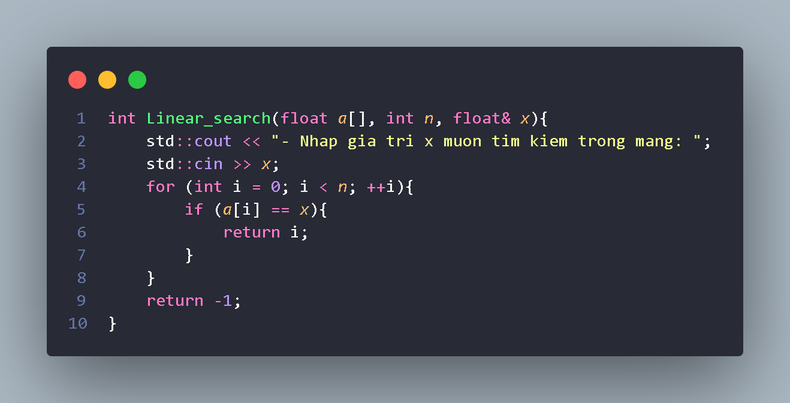 1 int Linear_search(float a[], int n, float& x){
2     std::cout << "- Nhap gia tri x muon tim kiem trong mang: ";
3     std::cin >> x;
4     for (int i = 0; i < n; ++i){
5         if (a[i] == x){
6             return i;
7         }
8     }
9     return -1;
10 }